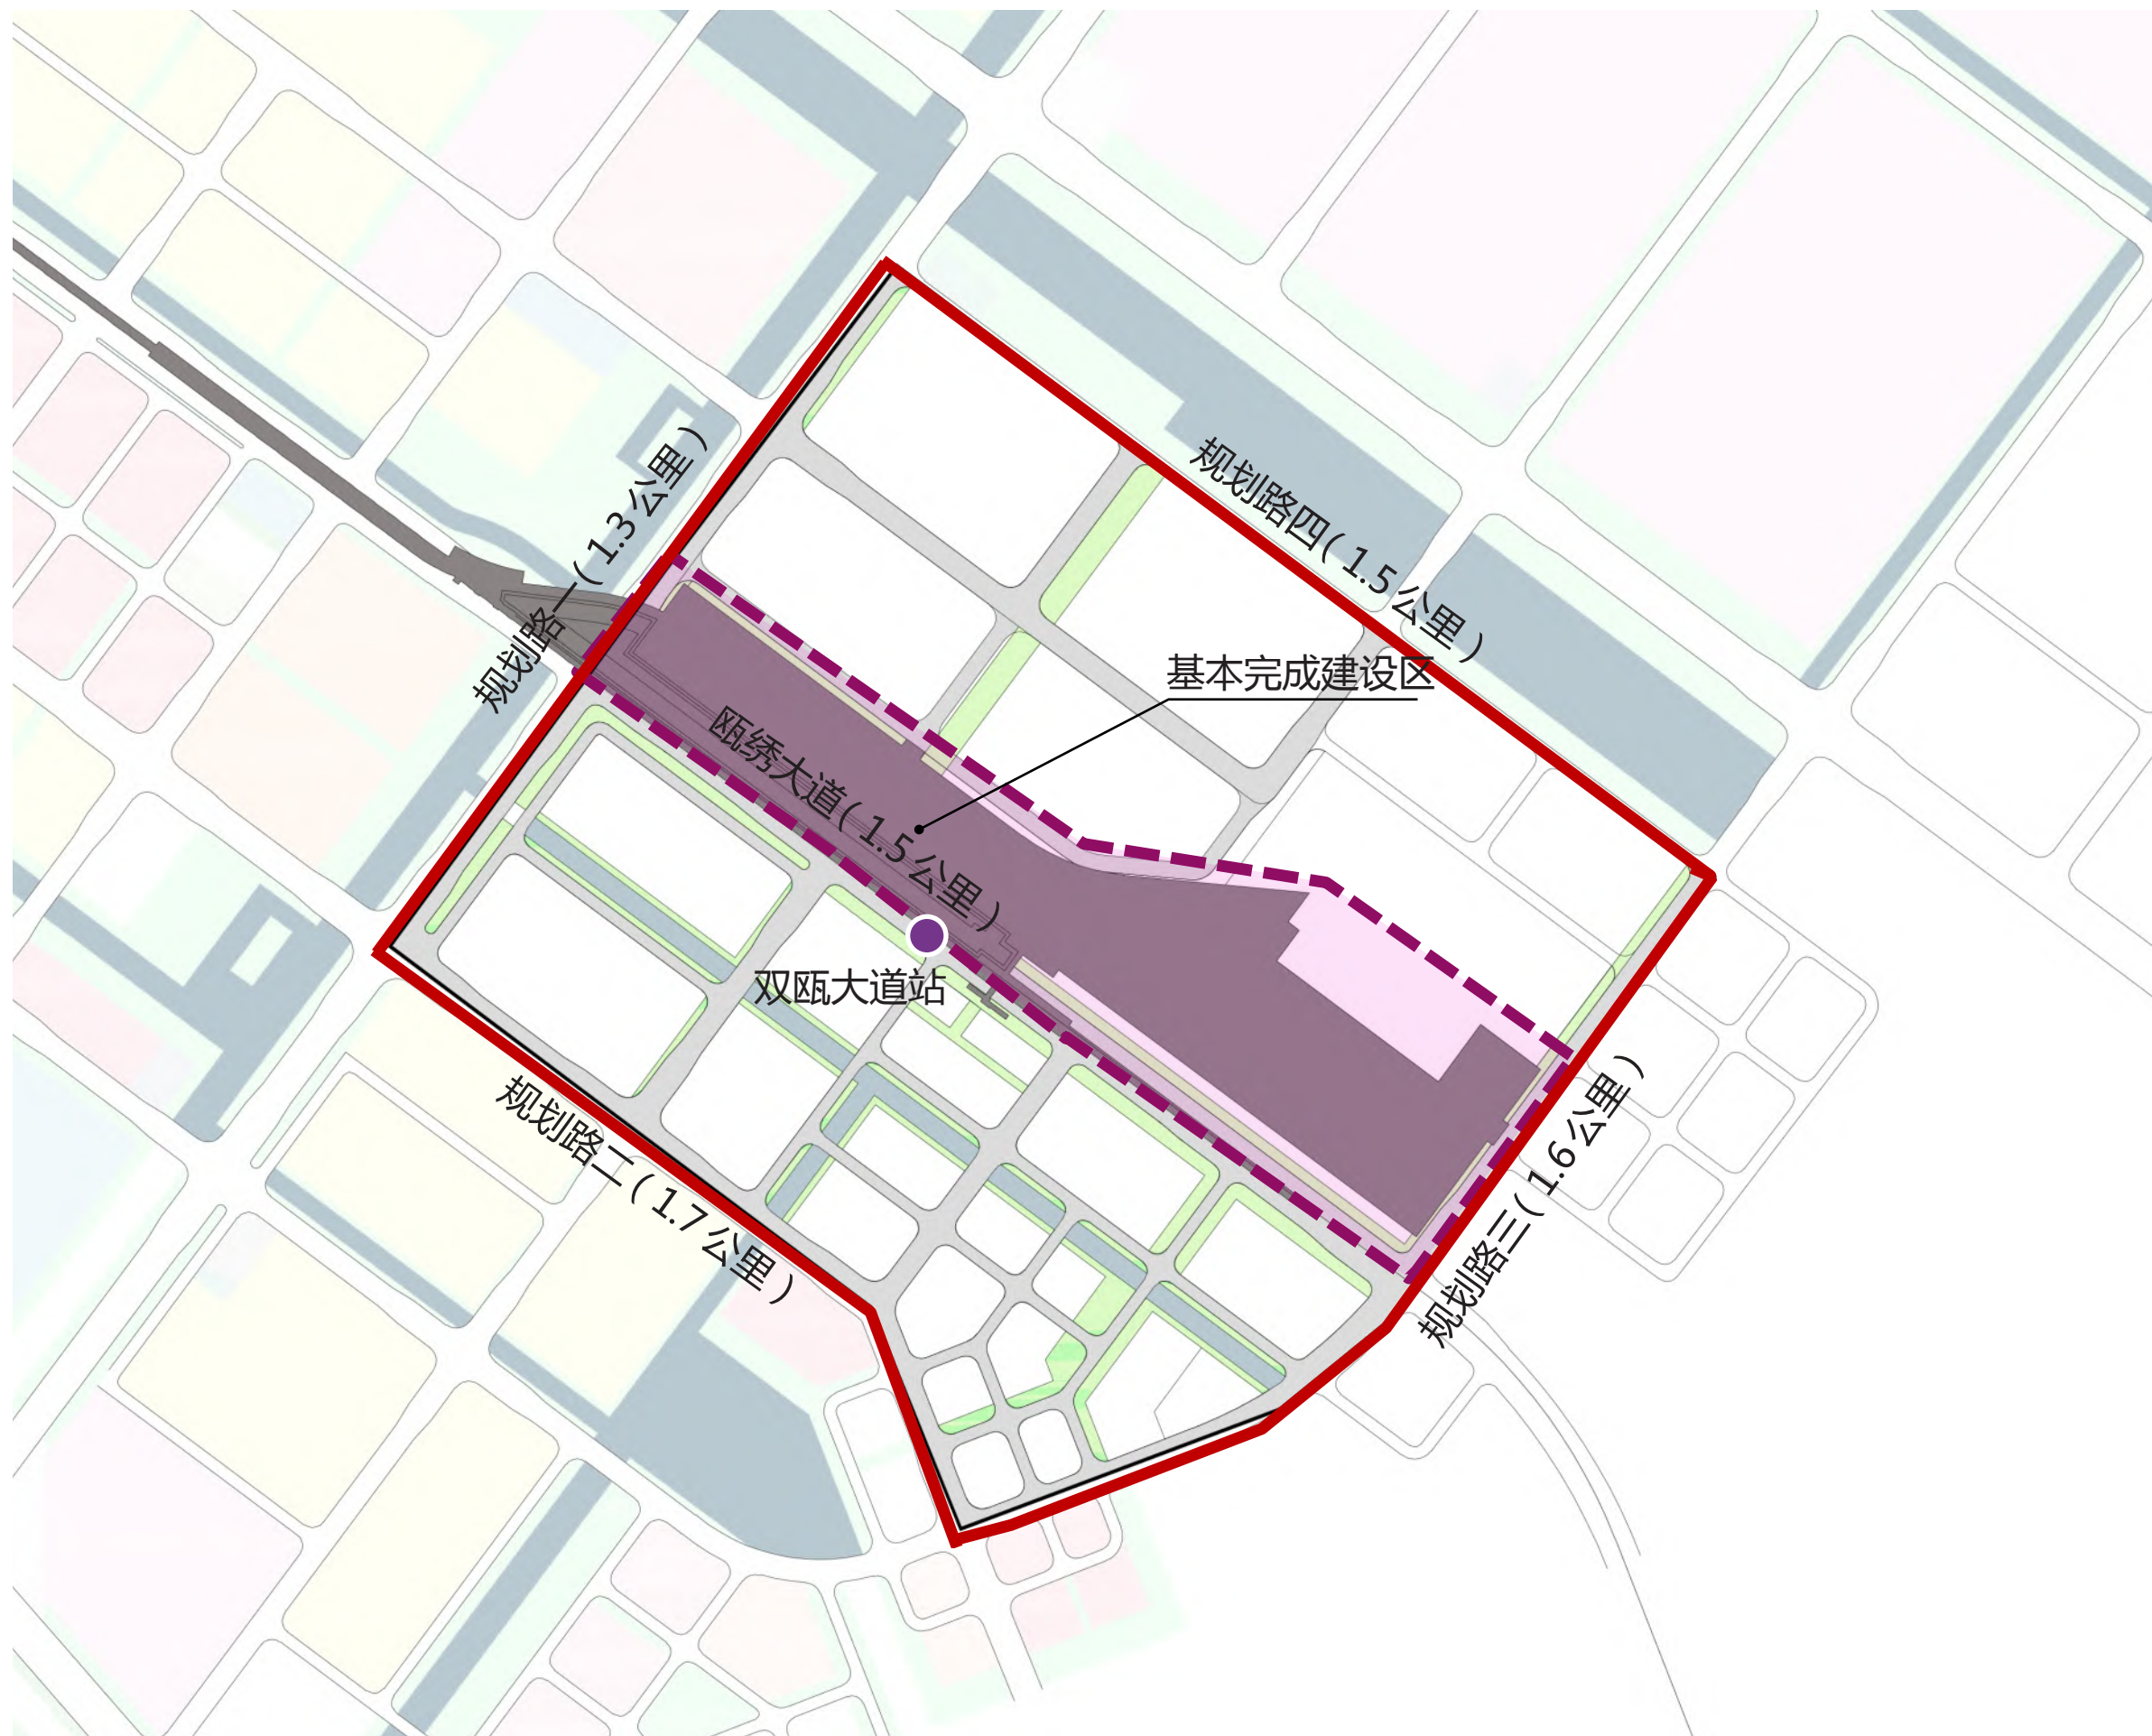 规划路一（1.3 公里）
规划路四（1.5 公里）
基本完成建设区
瓯绣大道（1.5 公里）
双瓯大道站
规划路二（1.7公里）
规划路三（1.6 公里）